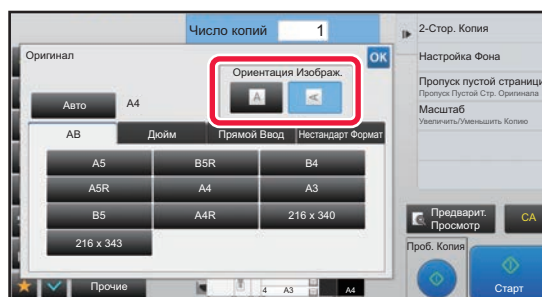 Число копий 1
Оригинал
OK
Ориентация Изображ.
A
A
Авто
A4
AB
Дюйм
Прямой Ввод
Нестандарт Формат
A5
B5R
B4
A5R
A4
A3
B5
A4R
216 x 340
216 x 343
Прочие
4 A3
A4
2-Стор. Копия
Настройка Фона
Пропуск пустой страниц
Пропуск Пустой Стр. Оригинала
Масштаб
Увеличить/Уменьшить Копию
Предварит.
Просмотр
CA
Проб. Копия
Старт